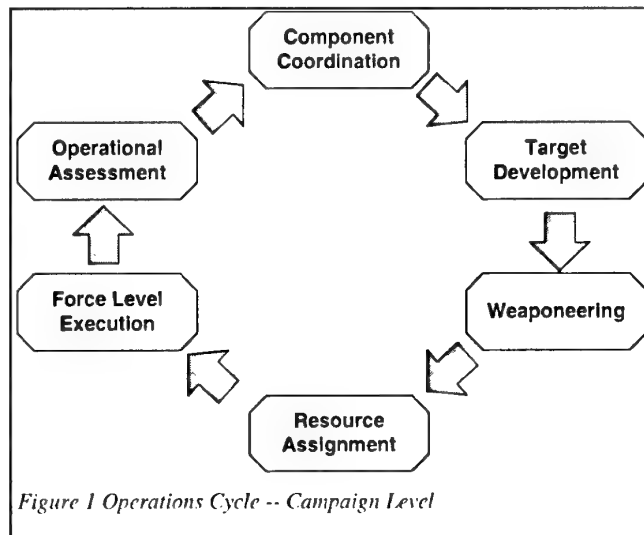 Component
Coordination
Operational
Assessment
Target
Development
Force Level
Execution
Weaponeering
Resource
Assignment
Figure 1 Operations Cycle -- Campaign Level